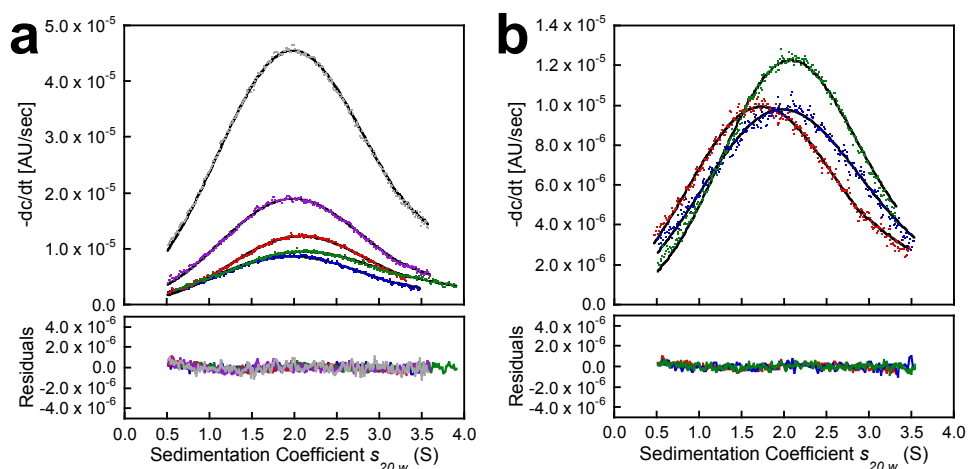 a
-dc/dt [AU/sec]
5.0 x 10^-5
4.0 x 10^-5
3.0 x 10^-5
2.0 x 10^-5
1.0 x 10^-5
0.0
Residuals
4.0 x 10^-6
2.0 x 10^-6
0.0
-2.0 x 10^-6
-4.0 x 10^-6
0.0 0.5 1.0 1.5 2.0 2.5 3.0 3.5 4.0
Sedimentation Coefficient s20,w (S)
b
-dc/dt [AU/sec]
1.4 x 10^-5
1.2 x 10^-5
1.0 x 10^-5
8.0 x 10^-6
6.0 x 10^-6
4.0 x 10^-6
2.0 x 10^-6
0.0
Residuals
4.0 x 10^-6
2.0 x 10^-6
0.0
-2.0 x 10^-6
-4.0 x 10^-6
0.0 0.5 1.0 1.5 2.0 2.5 3.0 3.5 4.0
Sedimentation Coefficient s20,w (S)